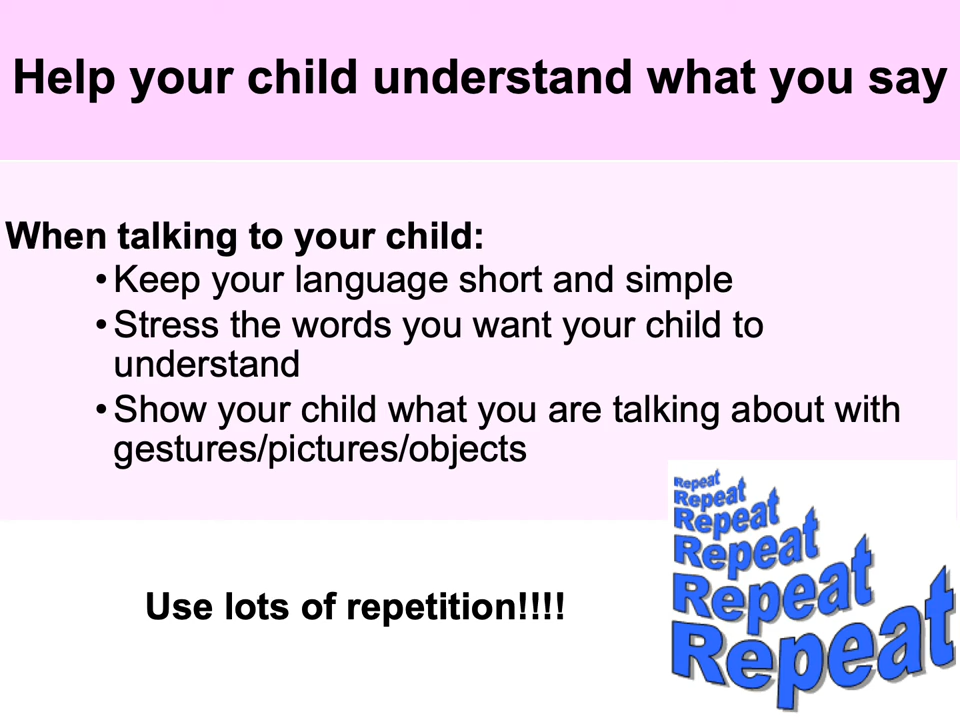 Help your child understand what you say
When talking to your child:
• Keep your language short and simple
• Stress the words you want your child to
understand
• Show your child what you are talking about with
gestures/pictures/objects
Use lots of repetition!!!!
Repeat
Repeat
Repeat
Repeat
Repeat
Repeat